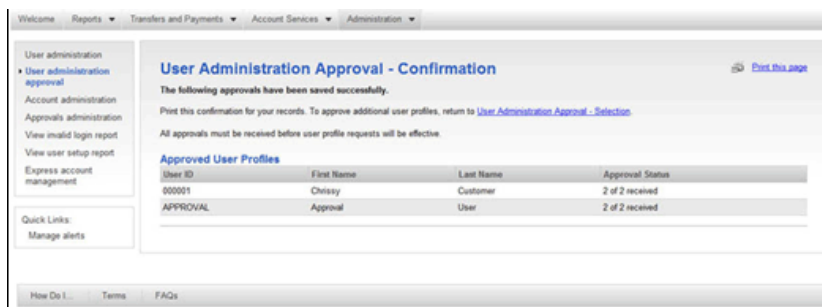 Welcome Reports Transfers and Payments Account Services Administration
User administration
User administration
approval
Account administration
Approvals administration
View invalid login report
View user setup report
Express account
management
Quick Links:
Manage alerts
User Administration Approval - Confirmation
Print this page
The following approvals have been saved successfully.
Print this confirmation for your records. To approve additional user profiles, return to User Administration Approval - Selection.
All approvals must be received before user profile requests will be effective.
Approved User Profiles
User ID First Name Last Name Approval Status
000001 Chrissy Customer 2 of 2 received
APPROVAL Approval User 2 of 2 received
How Do I... Terms FAQs